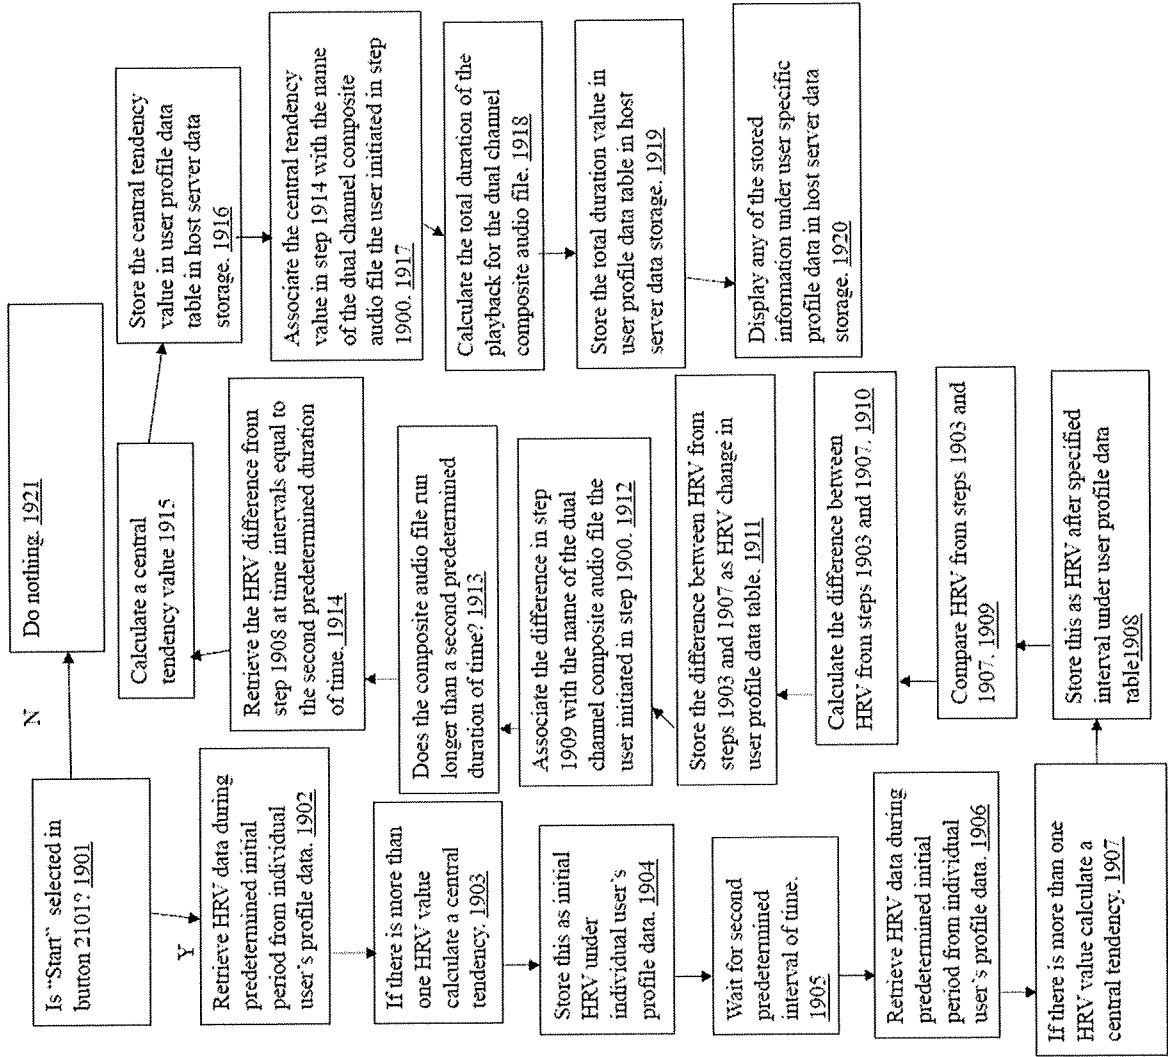 Is “Start” selected in
button 2101? 1901
N
Do nothing. 1921
Y
Retrieve HRV data during
predetermined initial
period from individual
user’s profile data. 1902
If there is more than
one HRV value
calculate a central
tendency. 1903
Store this as initial
HRV under
individual user’s
profile data. 1904
Wait for second
predetermined
interval of time.
1905
Retrieve HRV data during
predetermined initial
period from individual
user’s profile data. 1906
If there is more than one
HRV value calculate a
central tendency. 1907
Store this as HRV after specified
interval under user profile data
table1908
Compare HRV from steps 1903 and
1907. 1909
Calculate the difference between
HRV from steps 1903 and 1907. 1910
Store the difference between HRV from
steps 1903 and 1907 as HRV change in
user profile data table. 1911
Associate the difference in step
1909 with the name of the dual
channel composite audio file the
user initiated in step 1900. 1912
Does the composite audio file run
longer than a second predetermined
duration of time? 1913
Retrieve the HRV difference from
step 1908 at time intervals equal to
the second predetermined duration
of time. 1914
Calculate a central
tendency value 1915
Store the central tendency
value in user profile data
table in host server data
storage. 1916
Associate the central tendency
value in step 1914 with the name
of the dual channel composite
audio file the user initiated in step
1900. 1917
Calculate the total duration of the
playback for the dual channel
composite audio file. 1918
Store the total duration value in
user profile data table in host
server data storage. 1919
Display any of the stored
information under user specific
profile data in host server data
storage. 1920